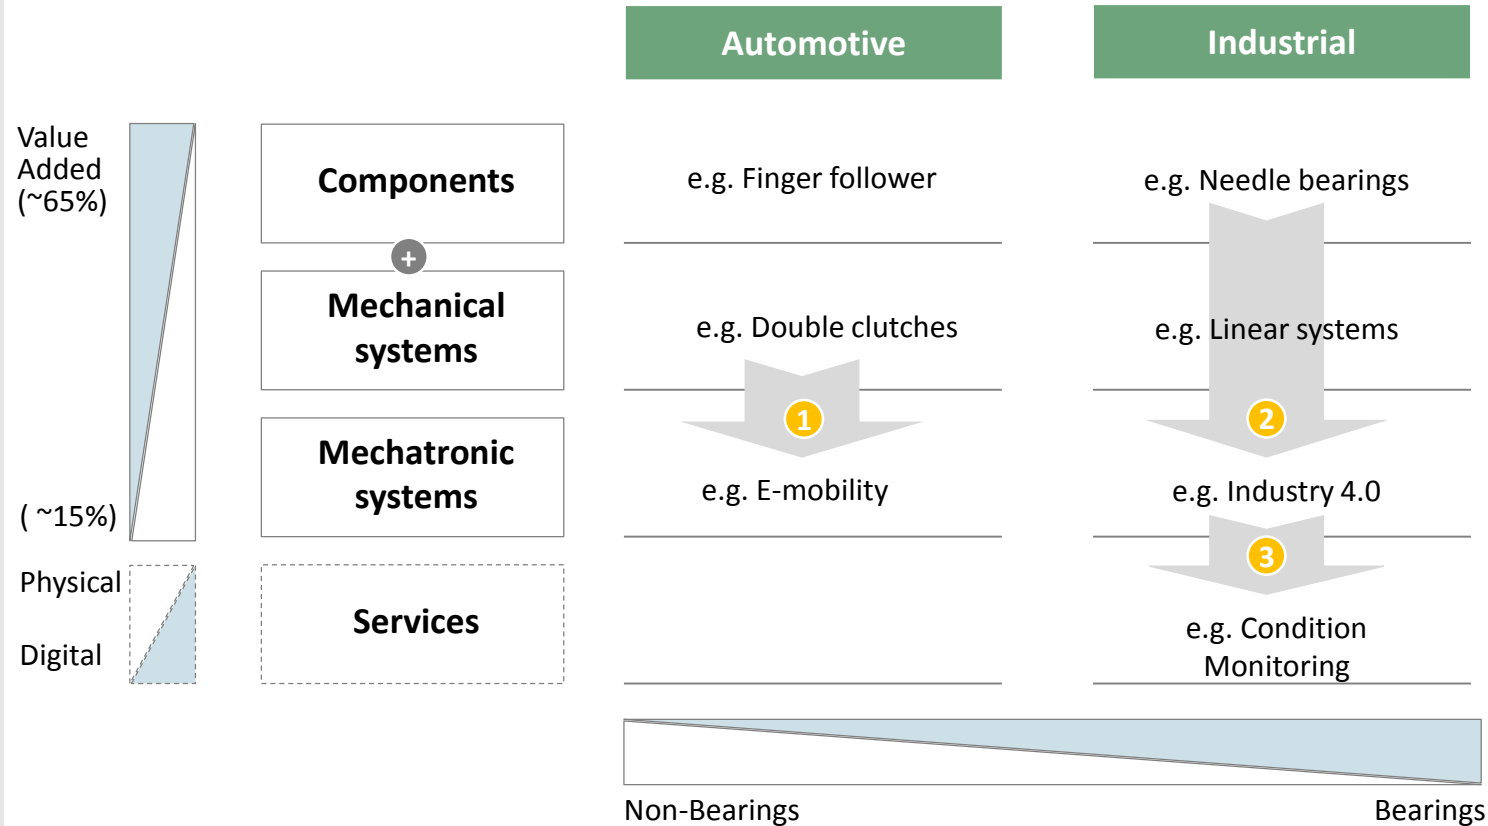 Automotive
Industrial
Value
Added
(~65%)
Components
e.g. Finger follower
e.g. Needle bearings
+
Mechanical
systems
e.g. Double clutches
e.g. Linear systems
1
2
Mechatronic
systems
e.g. E-mobility
e.g. Industry 4.0
( ~15%)
3
Physical
Digital
Services
e.g. Condition
Monitoring
Non-Bearings
Bearings